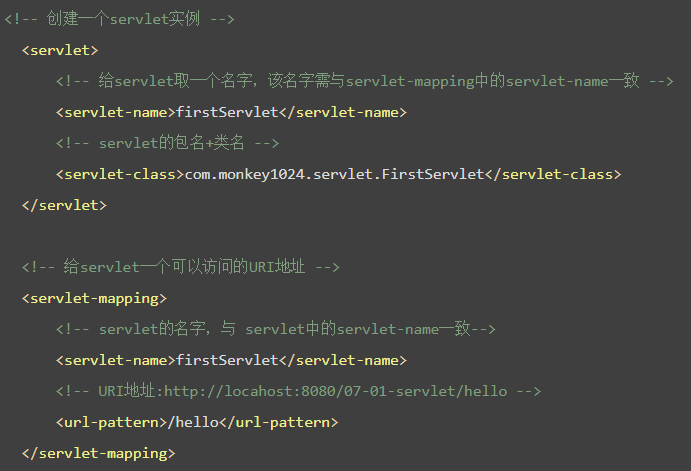 <!-- 创建一个servlet实例 -->
<servlet>
<!-- 给servlet取一个名字，该名字需与servlet-mapping中的servlet-name一致 -->
<servlet-name>firstServlet</servlet-name>
<!-- servlet的包名+类名 -->
<servlet-class>com.monkey1024.servlet.FirstServlet</servlet-class>
</servlet>
<!-- 给servlet一个可以访问的URI地址 -->
<servlet-mapping>
<!-- servlet的名字，与 servlet中的servlet-name一致-->
<servlet-name>firstServlet</servlet-name>
<!-- URI地址:http://locahost:8080/07-01-servlet/hello -->
<url-pattern>/hello</url-pattern>
</servlet-mapping>